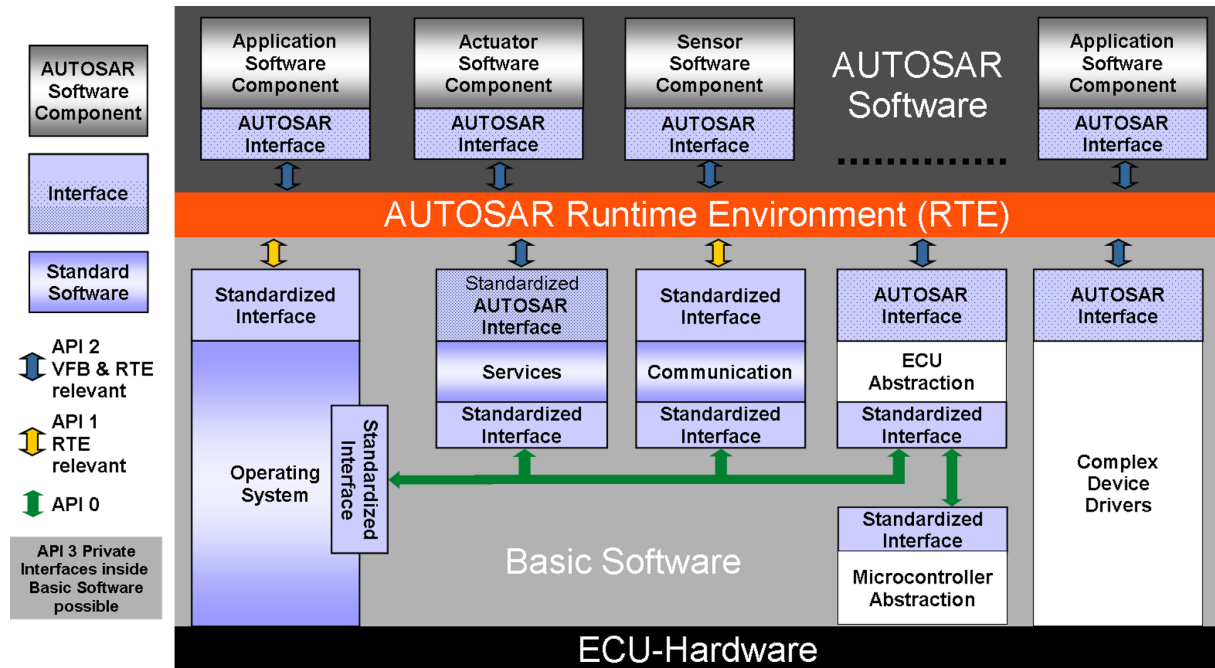 AUTOSAR
Software
Component
Interface
Standard
Software
API 2
VFB & RTE
relevant
API 1
RTE
relevant
API 0
API 3 Private
Interfaces inside
Basic Software
possible
Application
Software
Component
AUTOSAR
Interface
Actuator
Software
Component
AUTOSAR
Interface
Sensor
Software
Component
AUTOSAR
Interface
AUTOSAR
Software
Application
Software
Component
AUTOSAR
Interface
AUTOSAR Runtime Environment (RTE)
Standardized
Interface
Operating
System
Standardized
Interface
Standardized
AUTOSAR
Interface
Services
Standardized
Interface
Standardized
Interface
Communication
Standardized
Interface
AUTOSAR
Interface
ECU
Abstraction
Standardized
Interface
Standardized
Interface
Microcontroller
Abstraction
AUTOSAR
Interface
Complex
Device
Drivers
Basic Software
ECU-Hardware